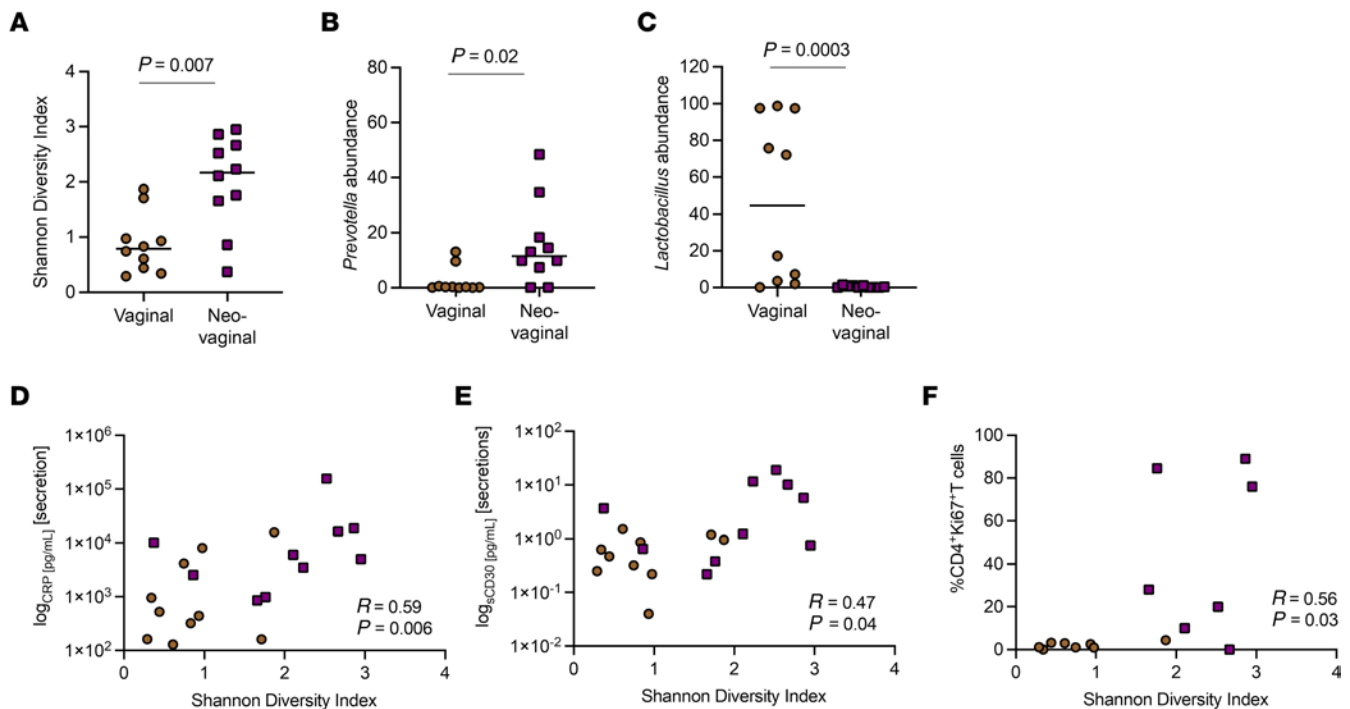 A
P = 0.007
Shannon Diversity Index
4
3
2
1
0
Vaginal
Neo-
vaginal
B
P = 0.02
Prevotella abundance
80
60
40
20
0
Vaginal
Neo-
vaginal
C
P = 0.0003
Lactobacillus abundance
120
100
80
60
40
20
0
Vaginal
Neo-
vaginal
D
logCRP [pg/mL] [secretion]
1×10⁶
1×10⁵
1×10⁴
1×10³
1×10²
R = 0.59
P = 0.006
0 1 2 3 4
Shannon Diversity Index
E
logsCD30 [pg/mL] [secretions]
1×10²
1×10¹
1×10⁰
1×10⁻¹
1×10⁻²
R = 0.47
P = 0.04
0 1 2 3 4
Shannon Diversity Index
F
%CD4⁺Ki67⁺T cells
100
80
60
40
20
0
R = 0.56
P = 0.03
0 1 2 3 4
Shannon Diversity Index